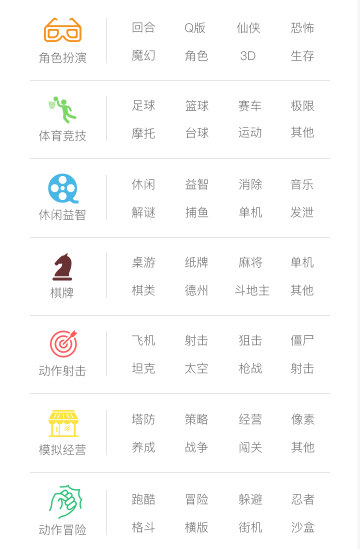 回合 Q版 仙侠 恐怖
角色扮演
魔幻 角色 3D 生存
足球 篮球 赛车 极限
体育竞技
摩托 台球 运动 其他
休闲 益智 消除 音乐
休闲益智
解谜 捕鱼 单机 发泄
桌游 纸牌 麻将 单机
棋牌
棋类 德州 斗地主 其他
飞机 射击 狙击 僵尸
动作射击
坦克 太空 枪战 射击
塔防 策略 经营 像素
模拟经营
养成 战争 闯关 其他
跑酷 冒险 躲避 忍者
动作冒险
格斗 横版 街机 沙盒